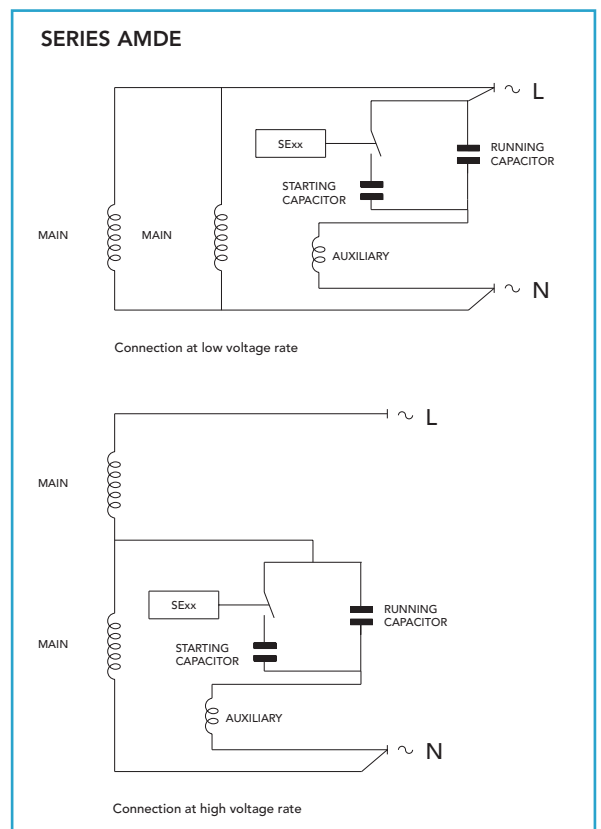 SERIES AMDE
~ L
SExx
RUNNING
CAPACITOR
STARTING
CAPACITOR
MAIN
MAIN
AUXILIARY
~ N
Connection at low voltage rate
~ L
MAIN
SExx
RUNNING
CAPACITOR
MAIN
STARTING
CAPACITOR
AUXILIARY
~ N
Connection at high voltage rate